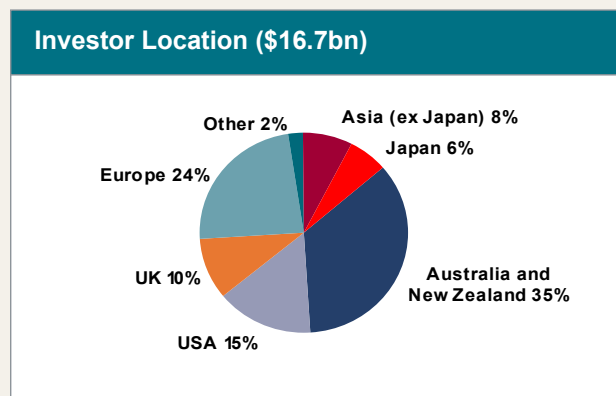 Investor Location ($16.7bn)
Other 2%
Asia (ex Japan) 8%
Japan 6%
Europe 24%
UK 10%
Australia and
New Zealand 35%
USA 15%